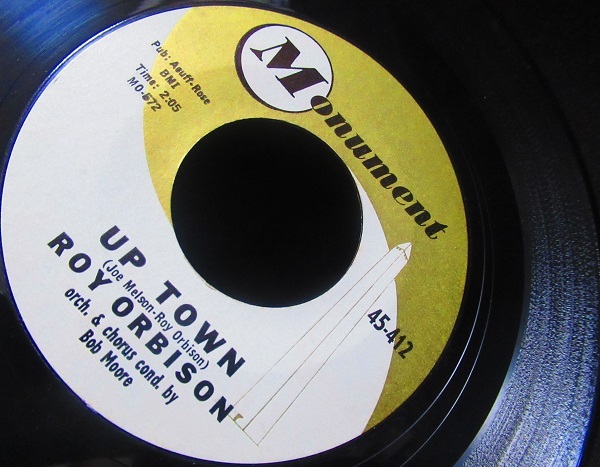 Monument
Pub: Acuff-Rose
BMI
Time: 2:05
MO-672
45-412
UP TOWN
(Joe Melson-Roy Orbison)
ROY ORBISON
orch. & chorus cond. by
Bob Moore